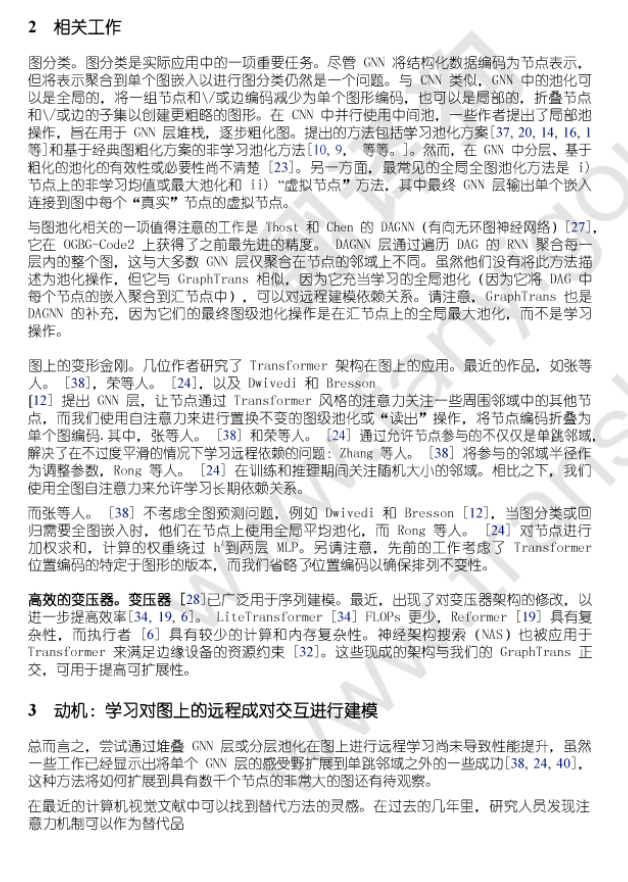 2 相关工作
图分类。图分类是实际应用中的一项重要任务。尽管 GNN 将结构化数据编码为节点表示，
但将表示聚合到单个图嵌入以进行图分类仍然是一个问题。与 CNN 类似，GNN 中的池化可
以是全局的，将一组节点和\/或边编码减少为单个图形编码，也可以是局部的，折叠节点
和\/或边的子集以创建更粗略的图形。在 CNN 中并行使用中间池，一些作者提出了局部池
操作，旨在用于 GNN 层堆栈，逐步粗化图。提出的方法包括学习池化方案[37, 20, 14, 16, 1
等]和基于经典图粗化方案的非学习池化方法[10, 9， 等等。]。然而，在 GNN 中分层、基于
粗化的池化的有效性或必要性尚不清楚 [23]。另一方面，最常见的全局全图池化方法是 i)
节点上的非学习均值或最大池化和 ii) “虚拟节点”方法，其中最终 GNN 层输出单个嵌入
连接到图中每个“真实”节点的虚拟节点。
与图池化相关的一项值得注意的工作是 Thost 和 Chen 的 DAGNN (有向无环图神经网络) [27]，
它在 OGBG-Code2 上获得了之前最先进的精度。 DAGNN 层通过遍历 DAG 的 RNN 聚合每一
层内的整个图，这与大多数 GNN 层仅聚合在节点的邻域上不同。虽然他们没有将此方法描
述为池化操作，但它与 GraphTrans 相似，因为它充当学习的全局池化（因为它将 DAG 中
每个节点的嵌入聚合到汇节点中），可以对远程建模依赖关系。请注意，GraphTrans 也是
DAGNN 的补充，因为它们的最终图级池化操作是在汇节点上的全局最大池化，而不是学习
操作。
图上的变形金刚。几位作者研究了 Transformer 架构在图上的应用。最近的作品，如张等
人。 [38]，荣等人。 [24]，以及 Dwivedi 和 Bresson
[12] 提出 GNN 层，让节点通过 Transformer 风格的注意力关注一些周围邻域中的其他节
点，而我们使用自注意力来进行置换不变的图级池化或“读出”操作，将节点编码折叠为
单个图编码.其中，张等人。 [38] 和荣等人。 [24] 通过允许节点参与的不仅仅是单跳邻域，
解决了在不过度平滑的情况下学习远程依赖的问题：Zhang 等人。 [38] 将参与的邻域半径作
为调整参数，Rong 等人。 [24] 在训练和推理期间关注随机大小的邻域。相比之下，我们
使用全图自注意力来允许学习长期依赖关系。
而张等人。 [38] 不考虑全图预测问题，例如 Dwivedi 和 Bresson [12]，当图分类或回
归需要全图嵌入时，他们在节点上使用全局平均池化，而 Rong 等人。 [24] 对节点进行
加权求和，计算的权重绕过 h到两层 MLP。另请注意，先前的工作考虑了 Transformer
位置编码的特定于图形的版本，而我们省略了位置编码以确保排列不变性。
高效的变压器。变压器 [28]已广泛用于序列建模。最近，出现了对变压器架构的修改，以
进一步提高效率[34, 19, 6]。 LiteTransformer [34] FLOPs 更少，Reformer [19] 具有复
杂性，而执行者 [6] 具有较少的计算和内存复杂性。神经架构搜索（NAS）也被应用于
Transformer 来满足边缘设备的资源约束 [32]。这些现成的架构与我们的 GraphTrans 正
交，可用于提高可扩展性。
3 动机：学习对图上的远程成对交互进行建模
总而言之，尝试通过堆叠 GNN 层或分层池化在图上进行远程学习尚未导致性能提升，虽然
一些工作已经显示出将单个 GNN 层的感受野扩展到单跳邻域之外的一些成功[38, 24, 40]，
这种方法将如何扩展到具有数千个节点的非常大的图还有待观察。
在最近的计算机视觉文献中可以找到替代方法的灵感。在过去的几年里，研究人员发现注
意力机制可以作为替代品